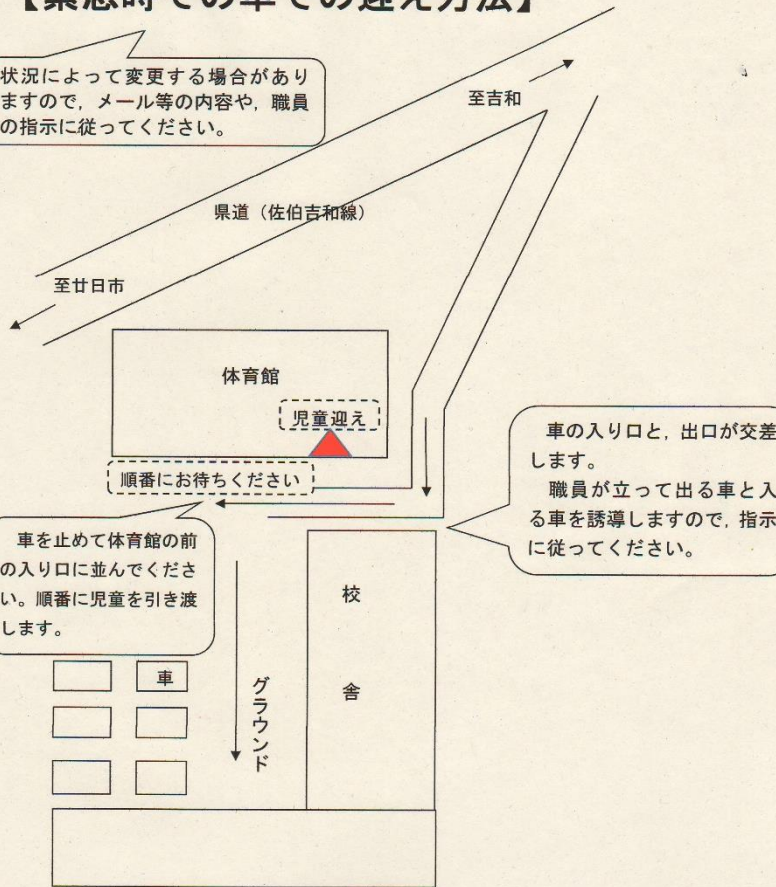 【緊急時での車での迎え方法】
状況によって変更する場合があり
ますので，メール等の内容や，職員
の指示に従ってください。
至吉和
県道（佐伯吉和線）
至廿日市
体育館
児童迎え
順番にお待ちください
車の入り口と，出口が交差
します。
職員が立って出る車と入
る車を誘導しますので，指示
に従ってください。
車を止めて体育館の前
の入り口に並んでくださ
い。順番に児童を引き渡
します。
校舎
車
グラウンド